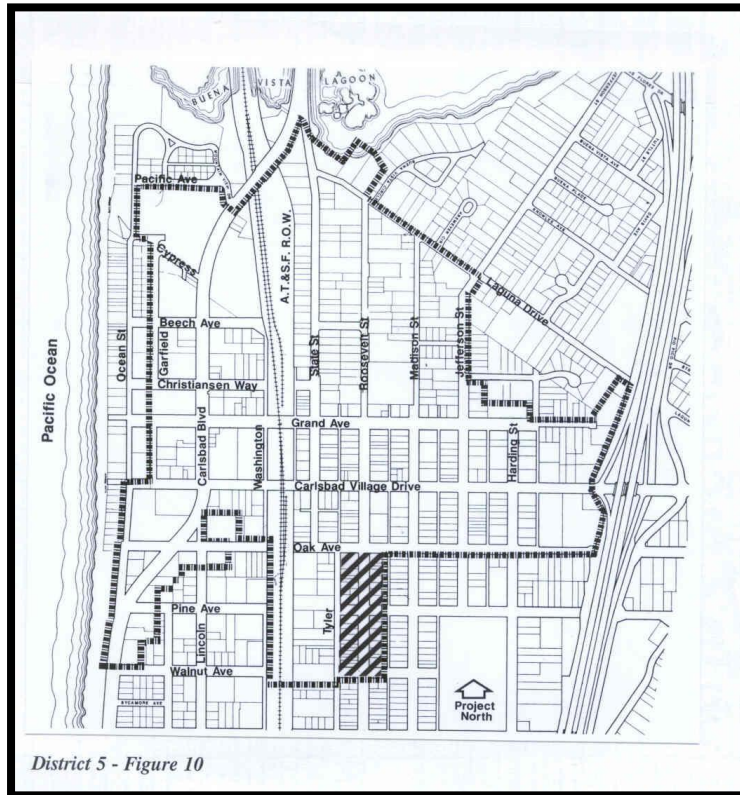 BUENA VISTA LAGOON
Pacific Ave
Cypress
A.T.&S.F. R.O.W.
Laguna Drive
Beech Ave
Ocean St
Garfield
State St
Roosevelt St
Madison St
Jefferson St
Christiansen Way
Pacific Ocean
Carlsbad Blvd
Washington
Grand Ave
Harding St
Carlsbad Village Drive
Oak Ave
Tyler
Pine Ave
Lincoln
Walnut Ave
SYCAMORE AVE
Project
North
District 5 - Figure 10